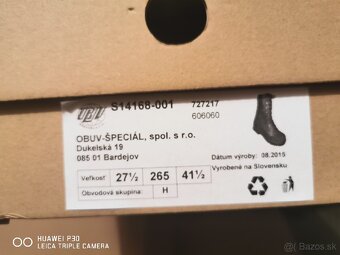 S14168-001
727217
606060
OBUV-ŠPECIÁL, spol. s r.o.
Dukelská 19
085 01 Bardejov
Dátum výroby: 08.2015
Vyrobené na Slovensku
Veľkosť 27½ 265 41½
Obvodová skupina: H
HUAWEI P30
LEICA TRIPLE CAMERA
Bazos.sk